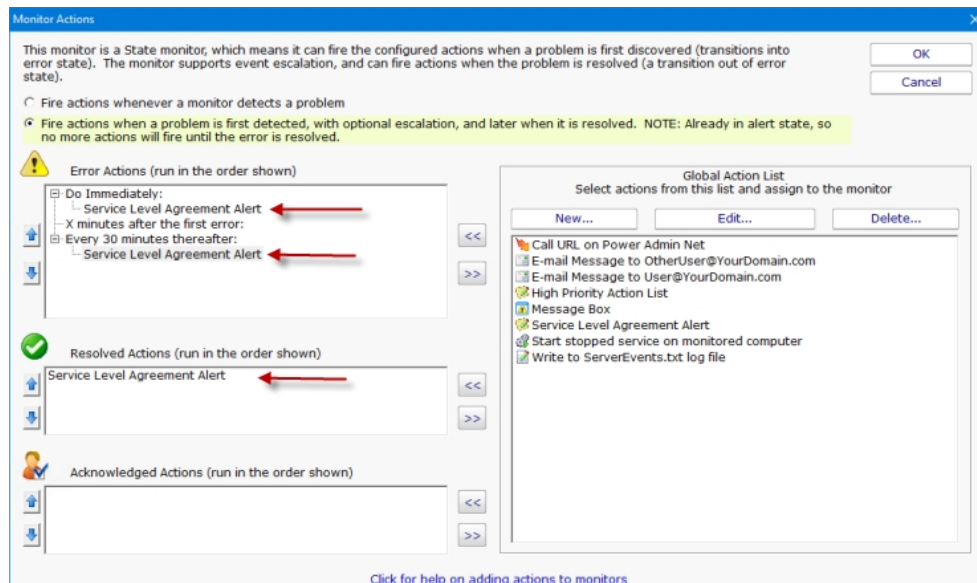 Monitor Actions
This monitor is a State monitor, which means it can fire the configured actions when a problem is first discovered (transitions into
error state).  The monitor supports event escalation, and can fire actions when the problem is resolved (a transition out of error
state).
OK
Cancel
Fire actions whenever a monitor detects a problem
Fire actions when a problem is first detected, with optional escalation, and later when it is resolved.  NOTE: Already in alert state, so
no more actions will fire until the error is resolved.
Error Actions (run in the order shown)
Do Immediately:
Service Level Agreement Alert
X minutes after the first error:
Every 30 minutes thereafter:
Service Level Agreement Alert
<<
>>
Resolved Actions (run in the order shown)
Service Level Agreement Alert
<<
>>
Acknowledged Actions (run in the order shown)
<<
>>
Global Action List
Select actions from this list and assign to the monitor
New...
Edit...
Delete...
Call URL on Power Admin Net
E-mail Message to OtherUser@YourDomain.com
E-mail Message to User@YourDomain.com
High Priority Action List
Message Box
Service Level Agreement Alert
Start stopped service on monitored computer
Write to ServerEvents.txt log file
Click for help on adding actions to monitors